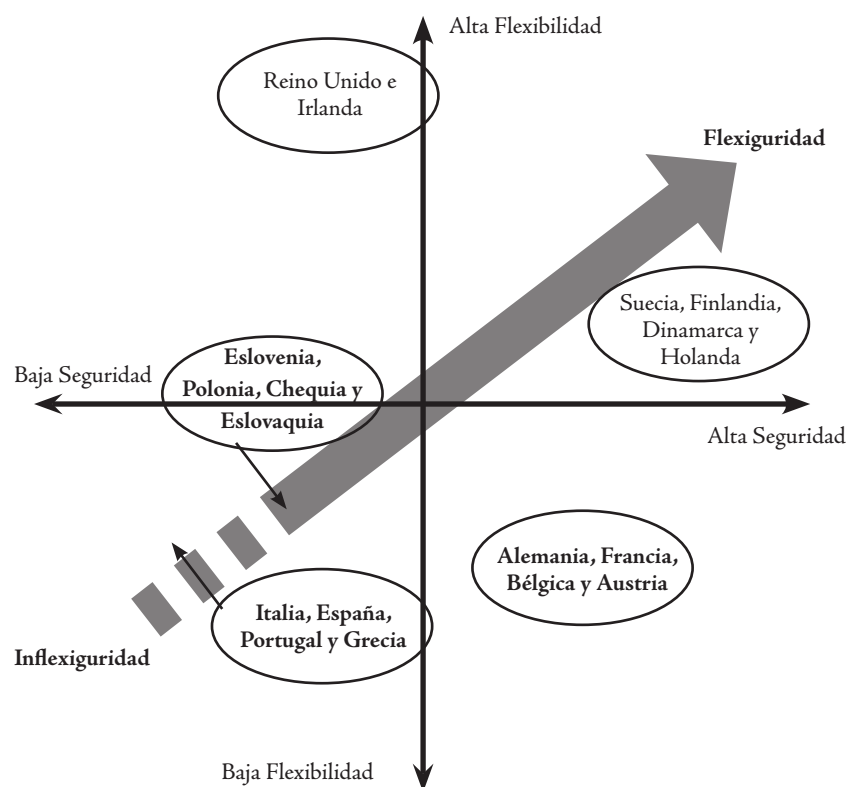 Alta Flexibilidad
Reino Unido e
Irlanda
Flexiguridad
Suecia, Finlandia,
Dinamarca y
Holanda
Eslovenia,
Polonia, Chequia y
Eslovaquia
Baja Seguridad
Alta Seguridad
Alemania, Francia,
Bélgica y Austria
Italia, España,
Portugal y Grecia
Inflexiguridad
Baja Flexibilidad